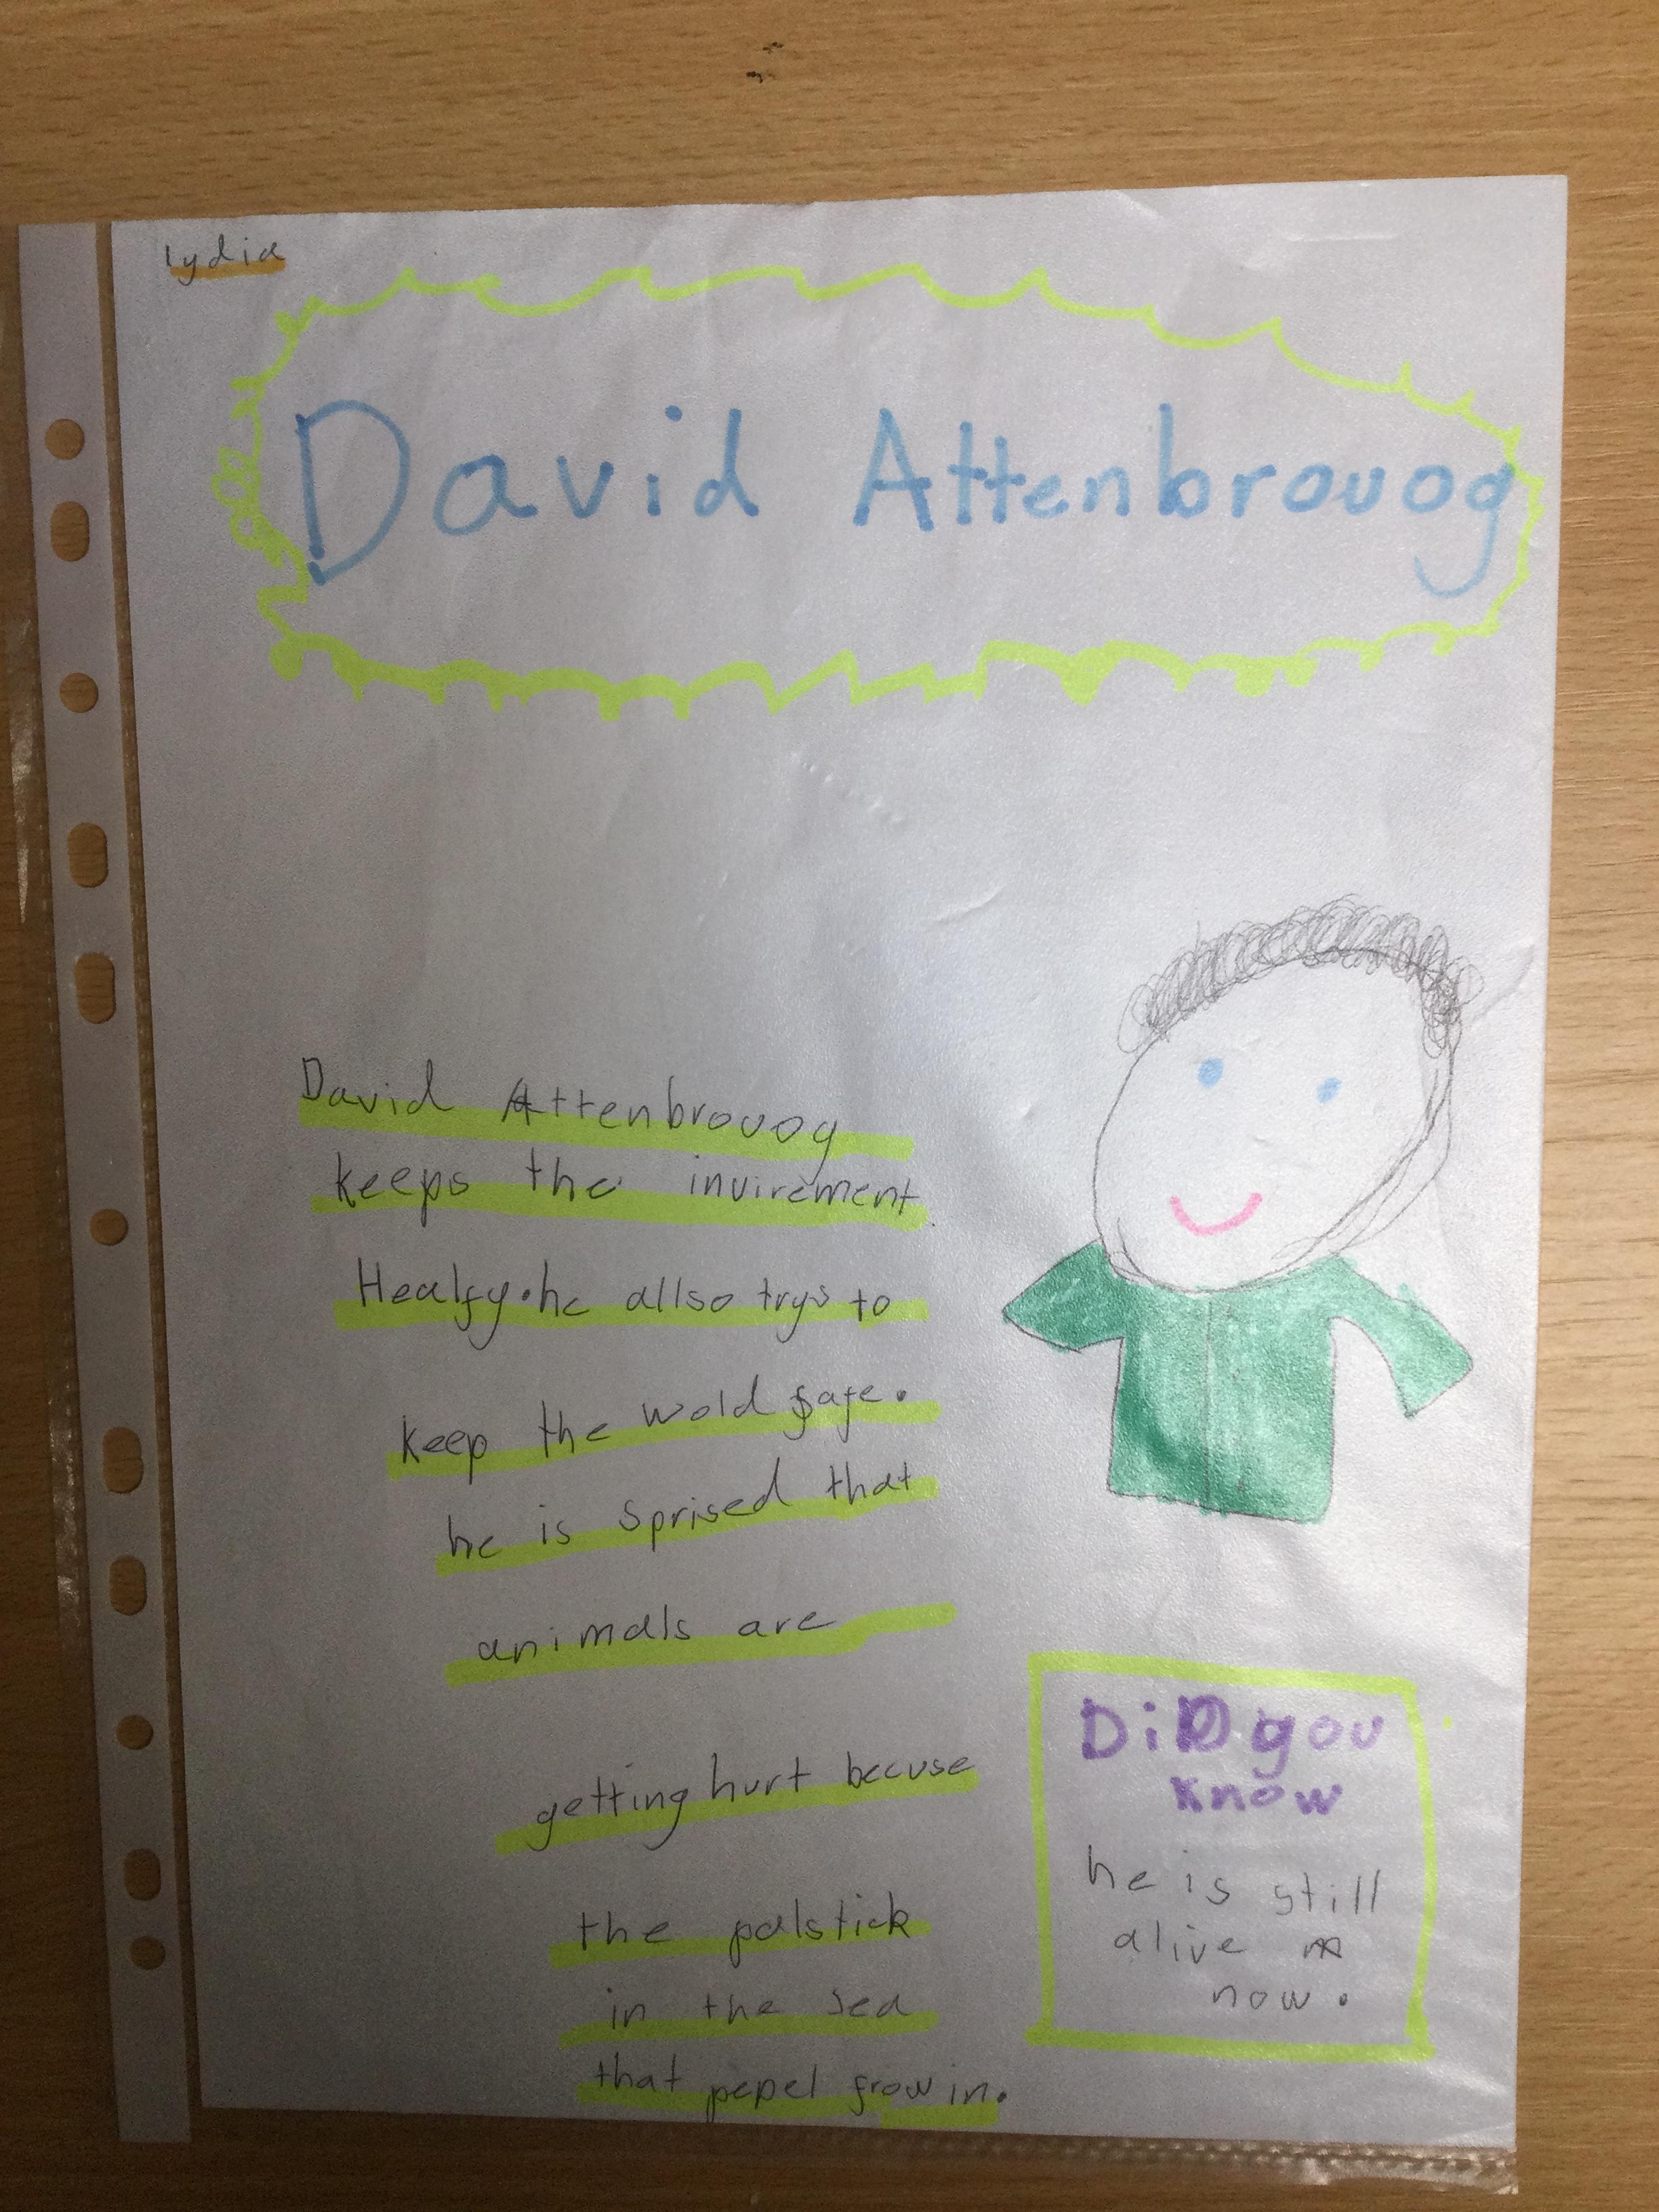 lydia
David Attenbrouog
David Attenbrouog
keeps the invirement
Healfy. he allso trys to
keep the wold safe.
he is sprised that
animals are
getting hurt becuse
the palstick
in the sea
that pepel frow in.
DiD you
Know
he is still
alive
now.